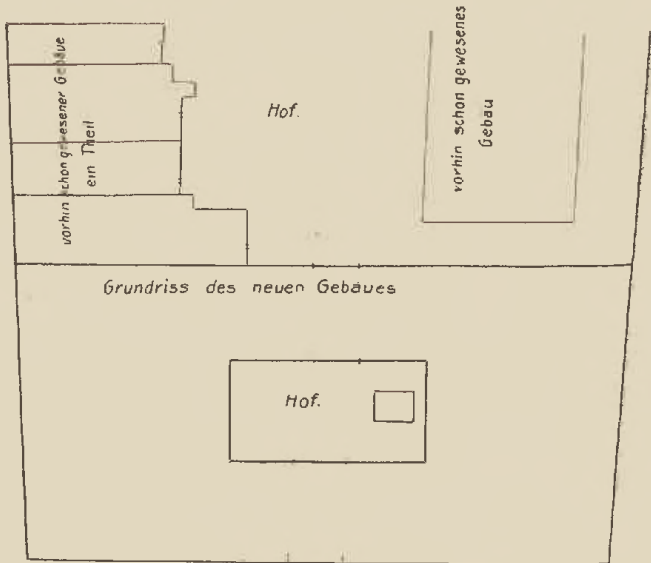 vorhin schon gewesener Gebäue
ein Theil
Hof.
vorhin schon gewesenes
Gebau
Grundriss des neuen Gebäues
Hof.